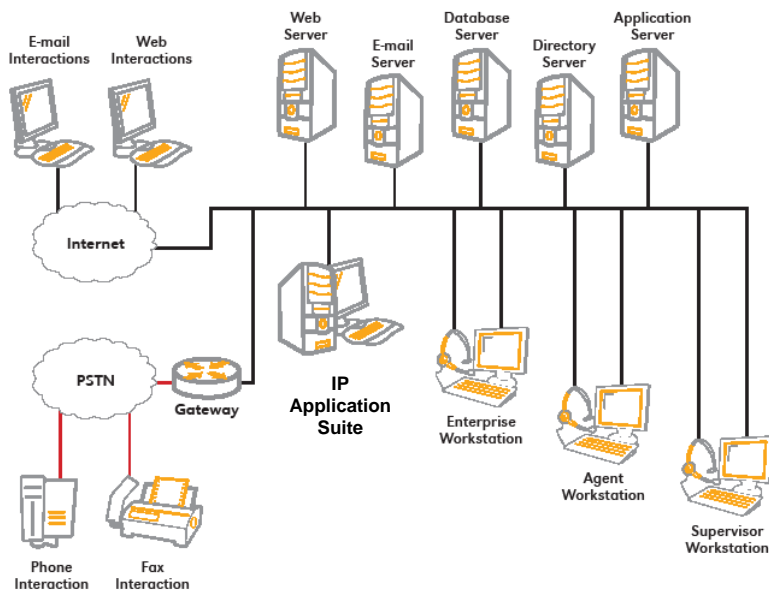 E-mail
Interactions
Web
Interactions
Web
Server
E-mail
Server
Database
Server
Directory
Server
Application
Server
Internet
PSTN
Gateway
IP
Application
Suite
Enterprise
Workstation
Agent
Workstation
Supervisor
Workstation
Phone
Interaction
Fax
Interaction